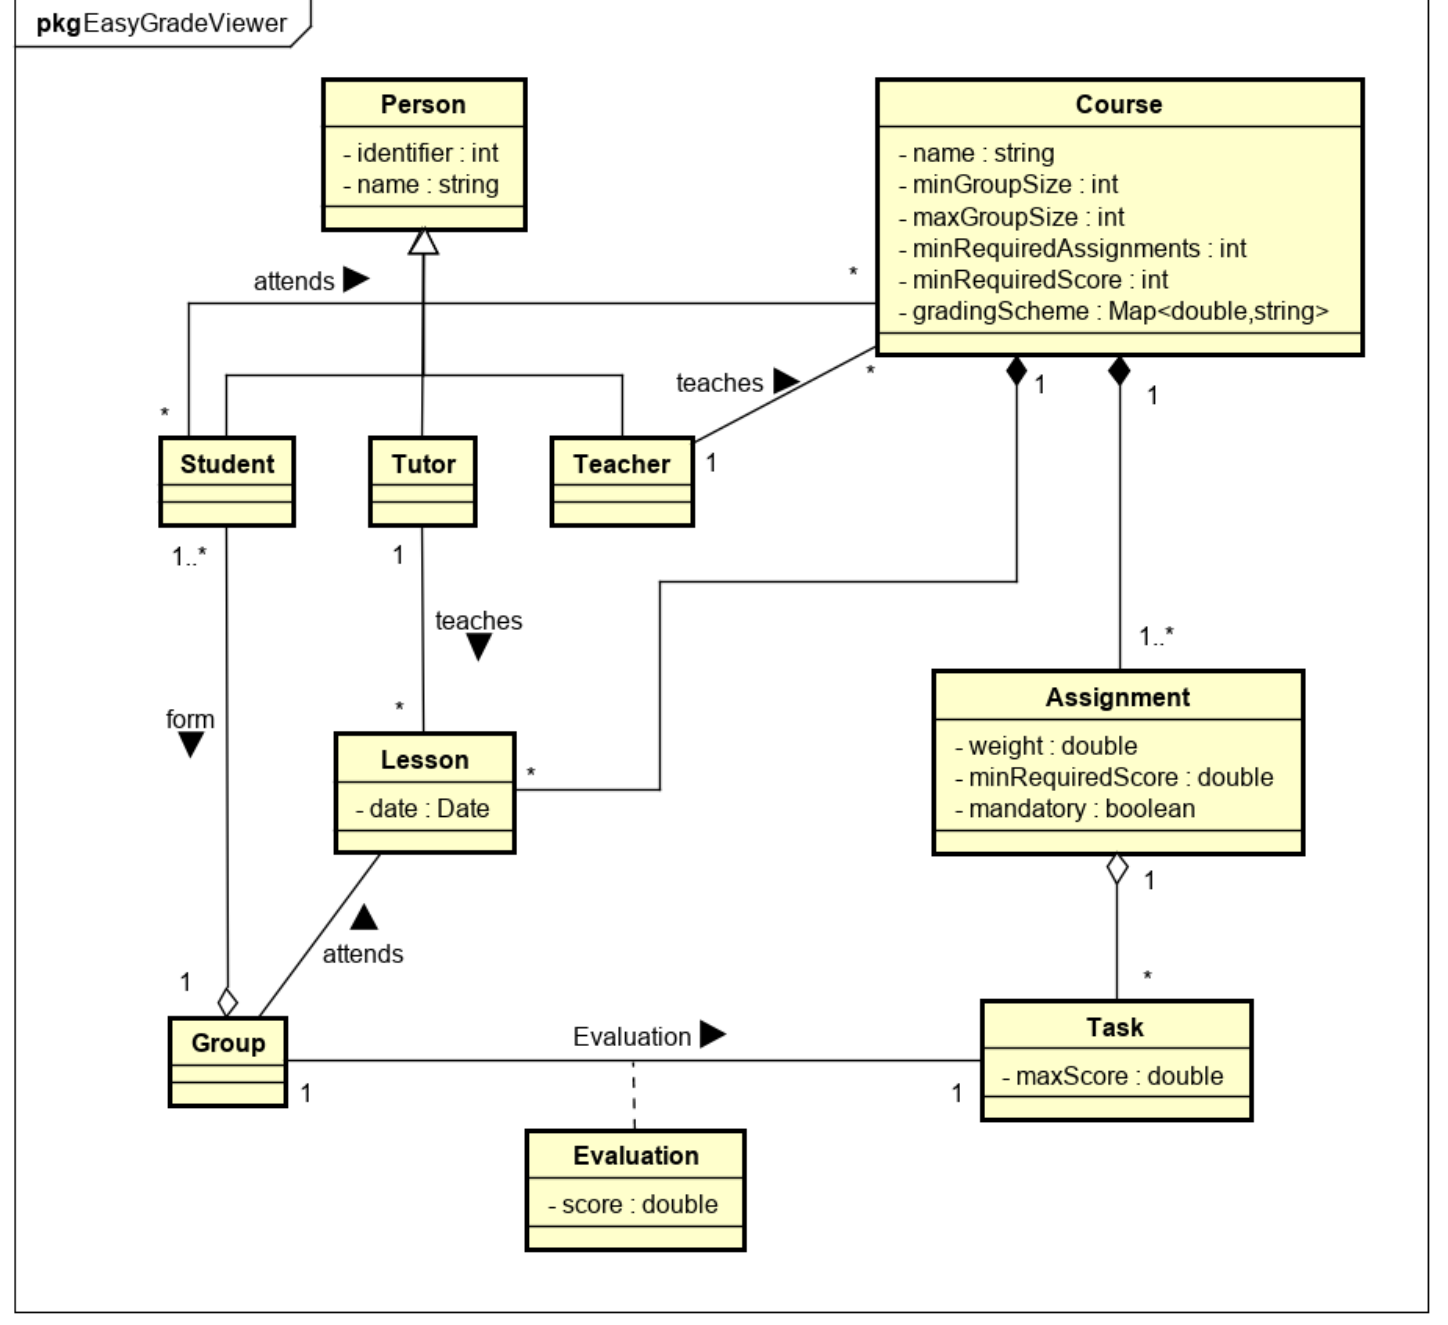 pkgEasyGradeViewer
Person
- identifier : int
- name : string
Course
- name : string
- minGroupSize : int
- maxGroupSize : int
- minRequiredAssignments : int
- minRequiredScore : int
- gradingScheme : Map<double,string>
attends
*
*
teaches
*
1
1
1
Student
Tutor
Teacher
1..*
1
teaches
*
form
1..*
Lesson
- date : Date
*
Assignment
- weight : double
- minRequiredScore : double
- mandatory : boolean
1
attends
1
*
Group
Evaluation
1
1
Task
- maxScore : double
Evaluation
- score : double